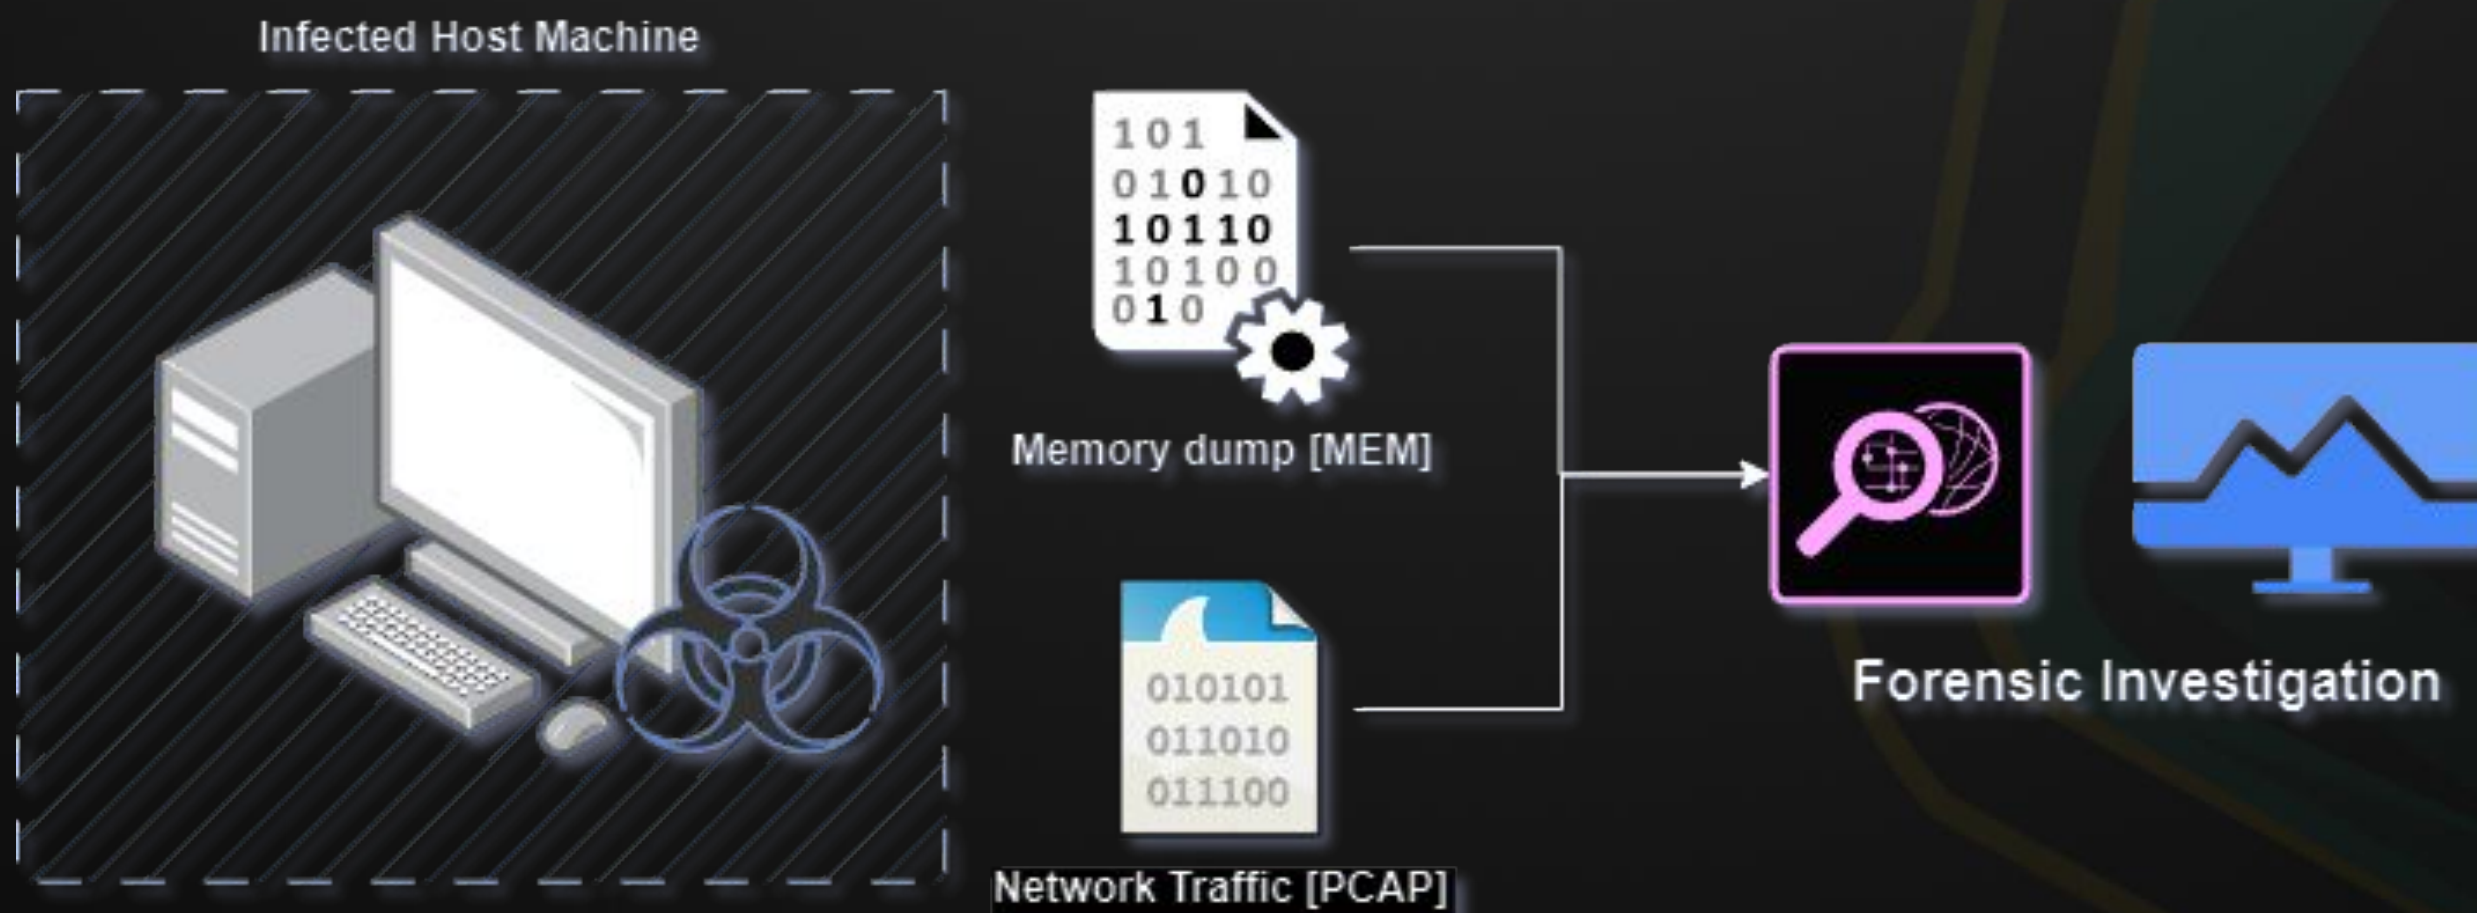 Infected Host Machine
101
01010
10110
10100
010
Memory dump [MEM]
010101
011010
011100
Network Traffic [PCAP]
Forensic Investigation